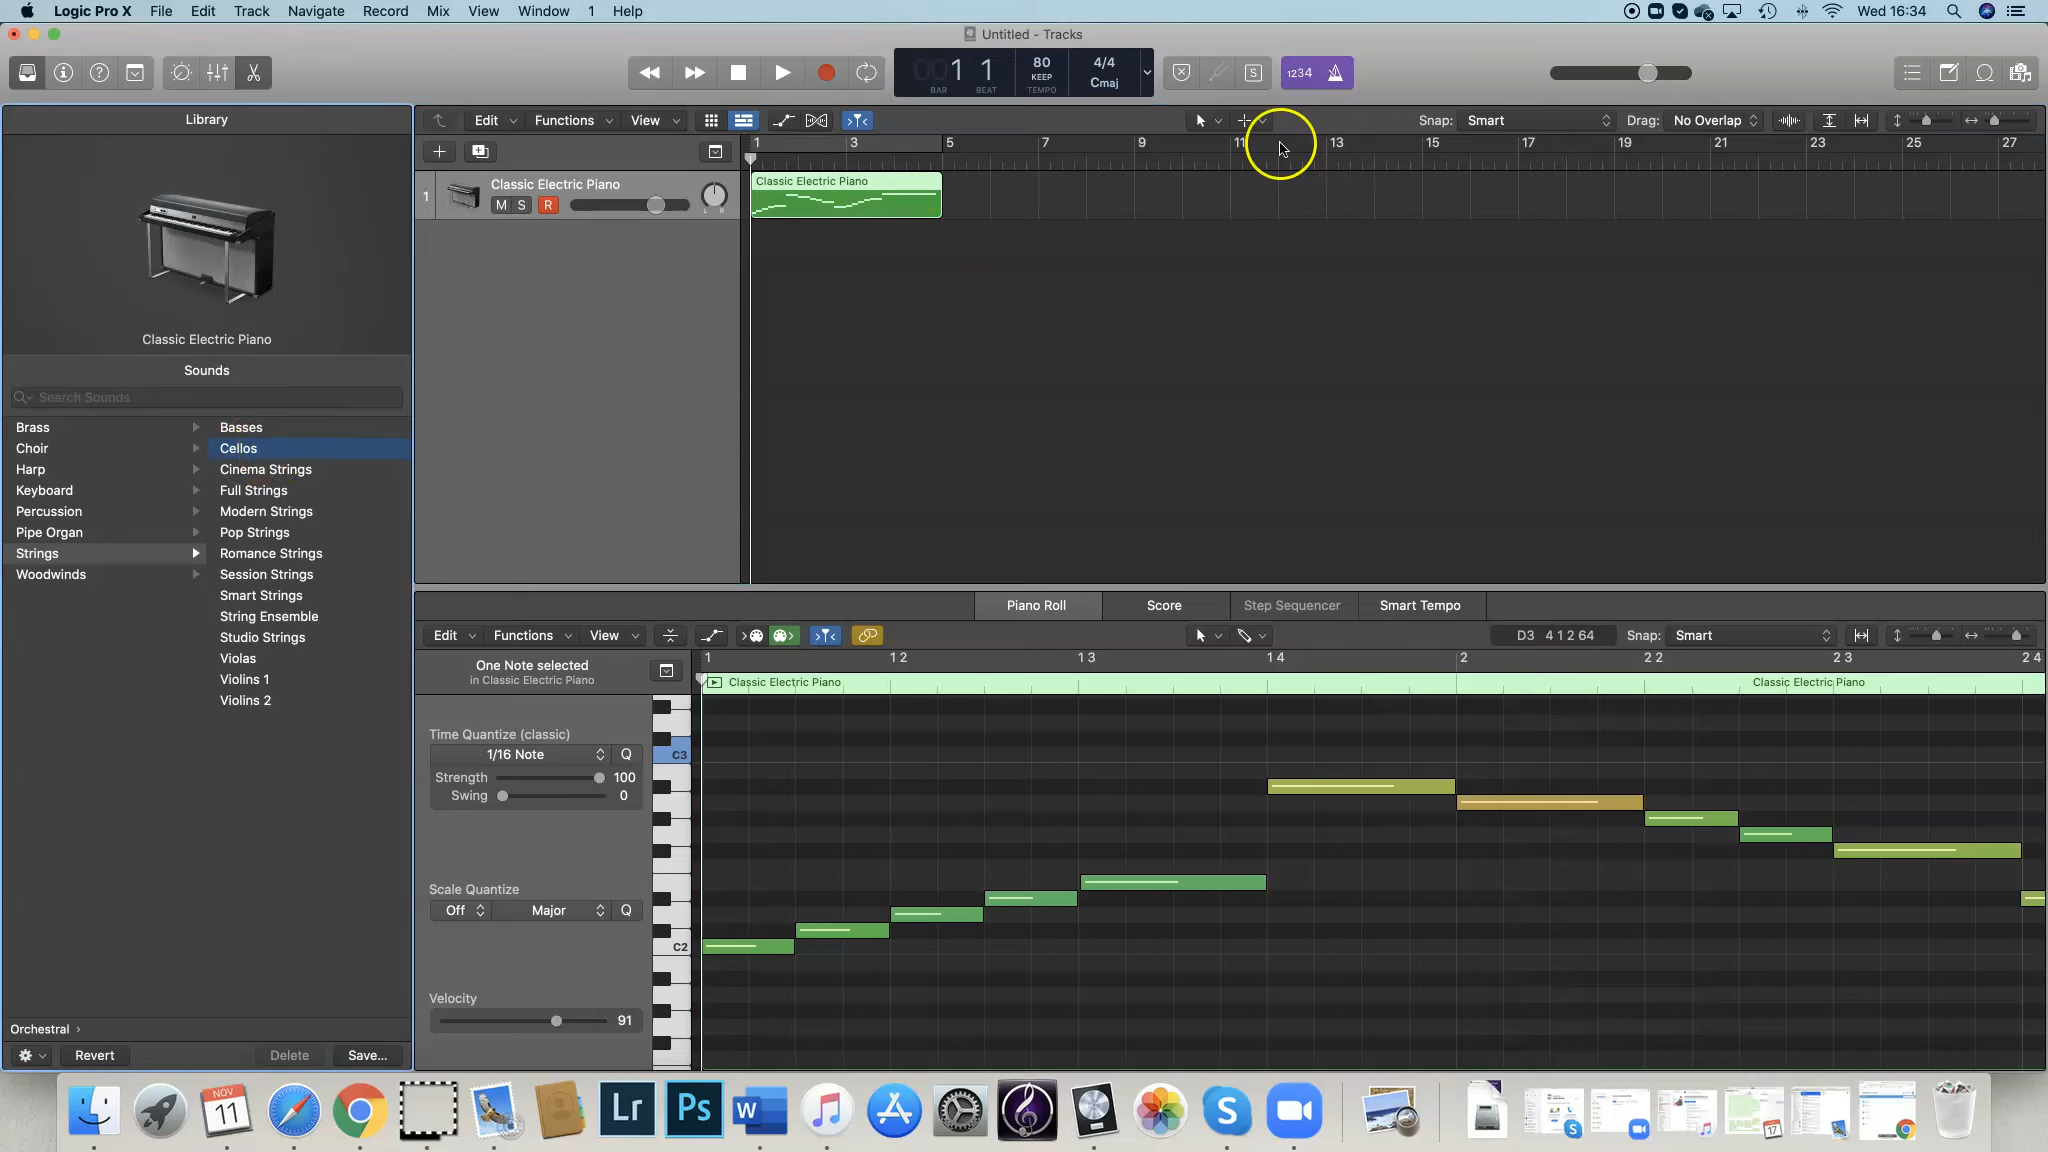 Logic Pro X File Edit Track Navigate Record Mix View Window 1 Help Wed 16:34
Untitled - Tracks
1 1 80 4/4
KEEP Cmaj
BAR BEAT TEMPO
1234
S
Library
Edit Functions View Snap: Smart Drag: No Overlap
1 3 5 7 9 11 13 15 17 19 21 23 25 27
1 Classic Electric Piano
M S R
L R
Classic Electric Piano
Classic Electric Piano
Sounds
Search Sounds
Brass
Choir
Harp
Keyboard
Percussion
Pipe Organ
Strings
Woodwinds
Basses
Cellos
Cinema Strings
Full Strings
Modern Strings
Pop Strings
Romance Strings
Session Strings
Smart Strings
String Ensemble
Studio Strings
Violas
Violins 1
Violins 2
Orchestral
Revert Delete Save...
Piano Roll Score Step Sequencer Smart Tempo
Edit Functions View D3 4 1 2 64 Snap: Smart
1 1 2 1 3 1 4 2 2 2 2 3 2 4
One Note selected
in Classic Electric Piano
Classic Electric Piano Classic Electric Piano
Time Quantize (classic)
1/16 Note Q
Strength 100
Swing 0
Scale Quantize
Off Major Q
Velocity
91
C3
C2
NOV
11
Lr
Ps
W
S
17